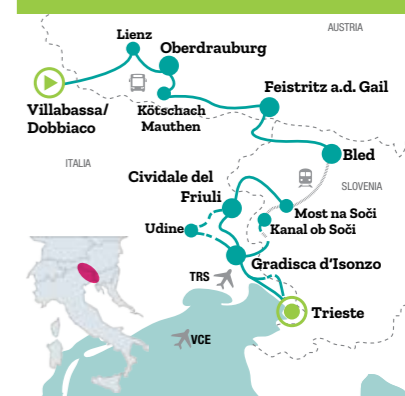 AUSTRIA
Lienz
Oberdrauburg
Feistritz a.d. Gail
Villabassa/
Dobbiaco
Kötschach
Mauthen
Bled
ITALIA
SLOVENIA
Cividale del
Friuli
Most na Soči
Kanal ob Soči
Udine
Gradisca d'Isonzo
TRS
Trieste
VCE